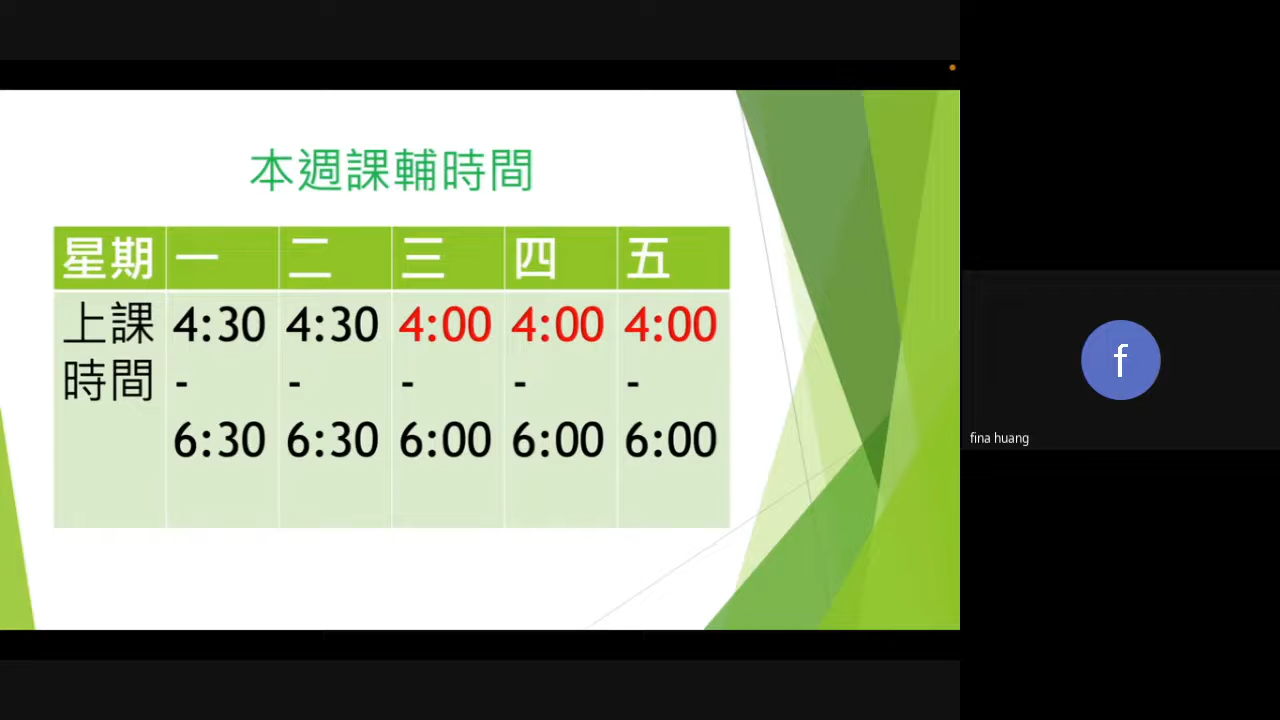 本週課輔時間
星期 一 二 三 四 五
上課 4:30 4:30 4:00 4:00 4:00
時間 - - - - -
6:30 6:30 6:00 6:00 6:00
f
fina huang